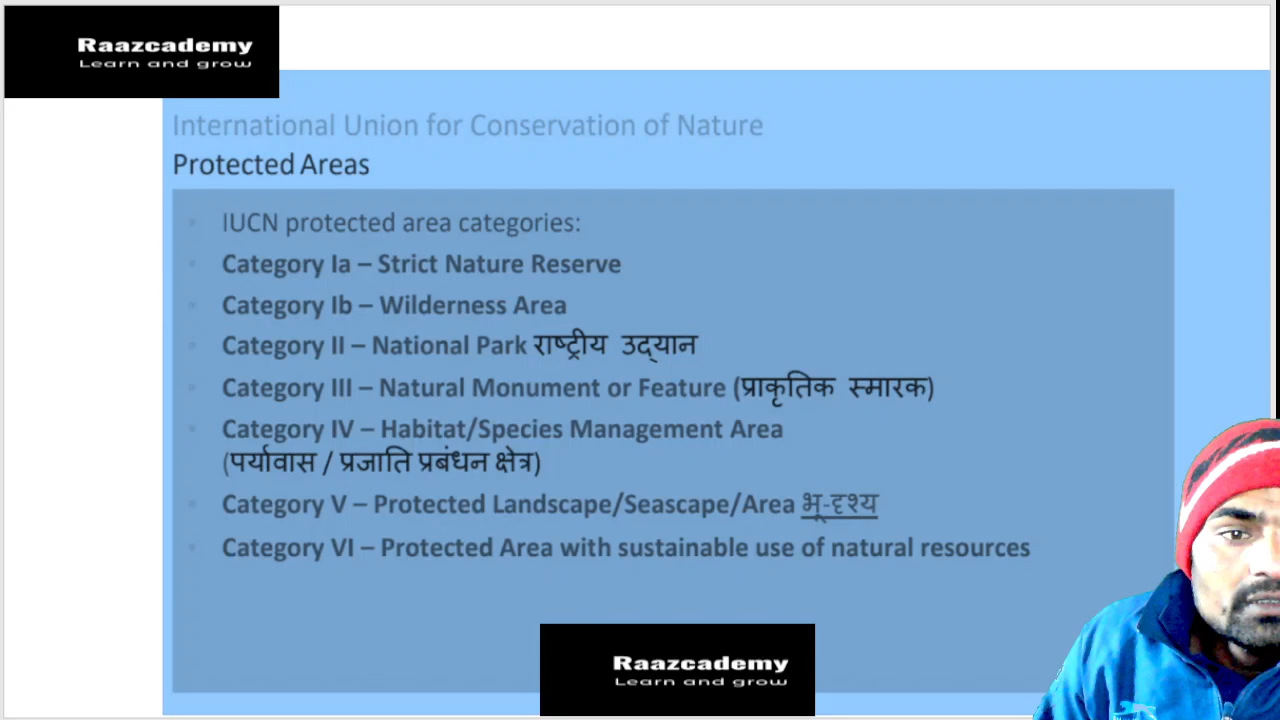 Raazcademy
Learn and grow
International Union for Conservation of Nature
Protected Areas
IUCN protected area categories:
Category Ia – Strict Nature Reserve
Category Ib – Wilderness Area
Category II – National Park राष्ट्रीय उद्यान
Category III – Natural Monument or Feature (प्राकृतिक स्मारक)
Category IV – Habitat/Species Management Area
(पर्यावास / प्रजाति प्रबंधन क्षेत्र)
Category V – Protected Landscape/Seascape/Area भू-दृश्य
Category VI – Protected Area with sustainable use of natural resources
Raazcademy
Learn and grow